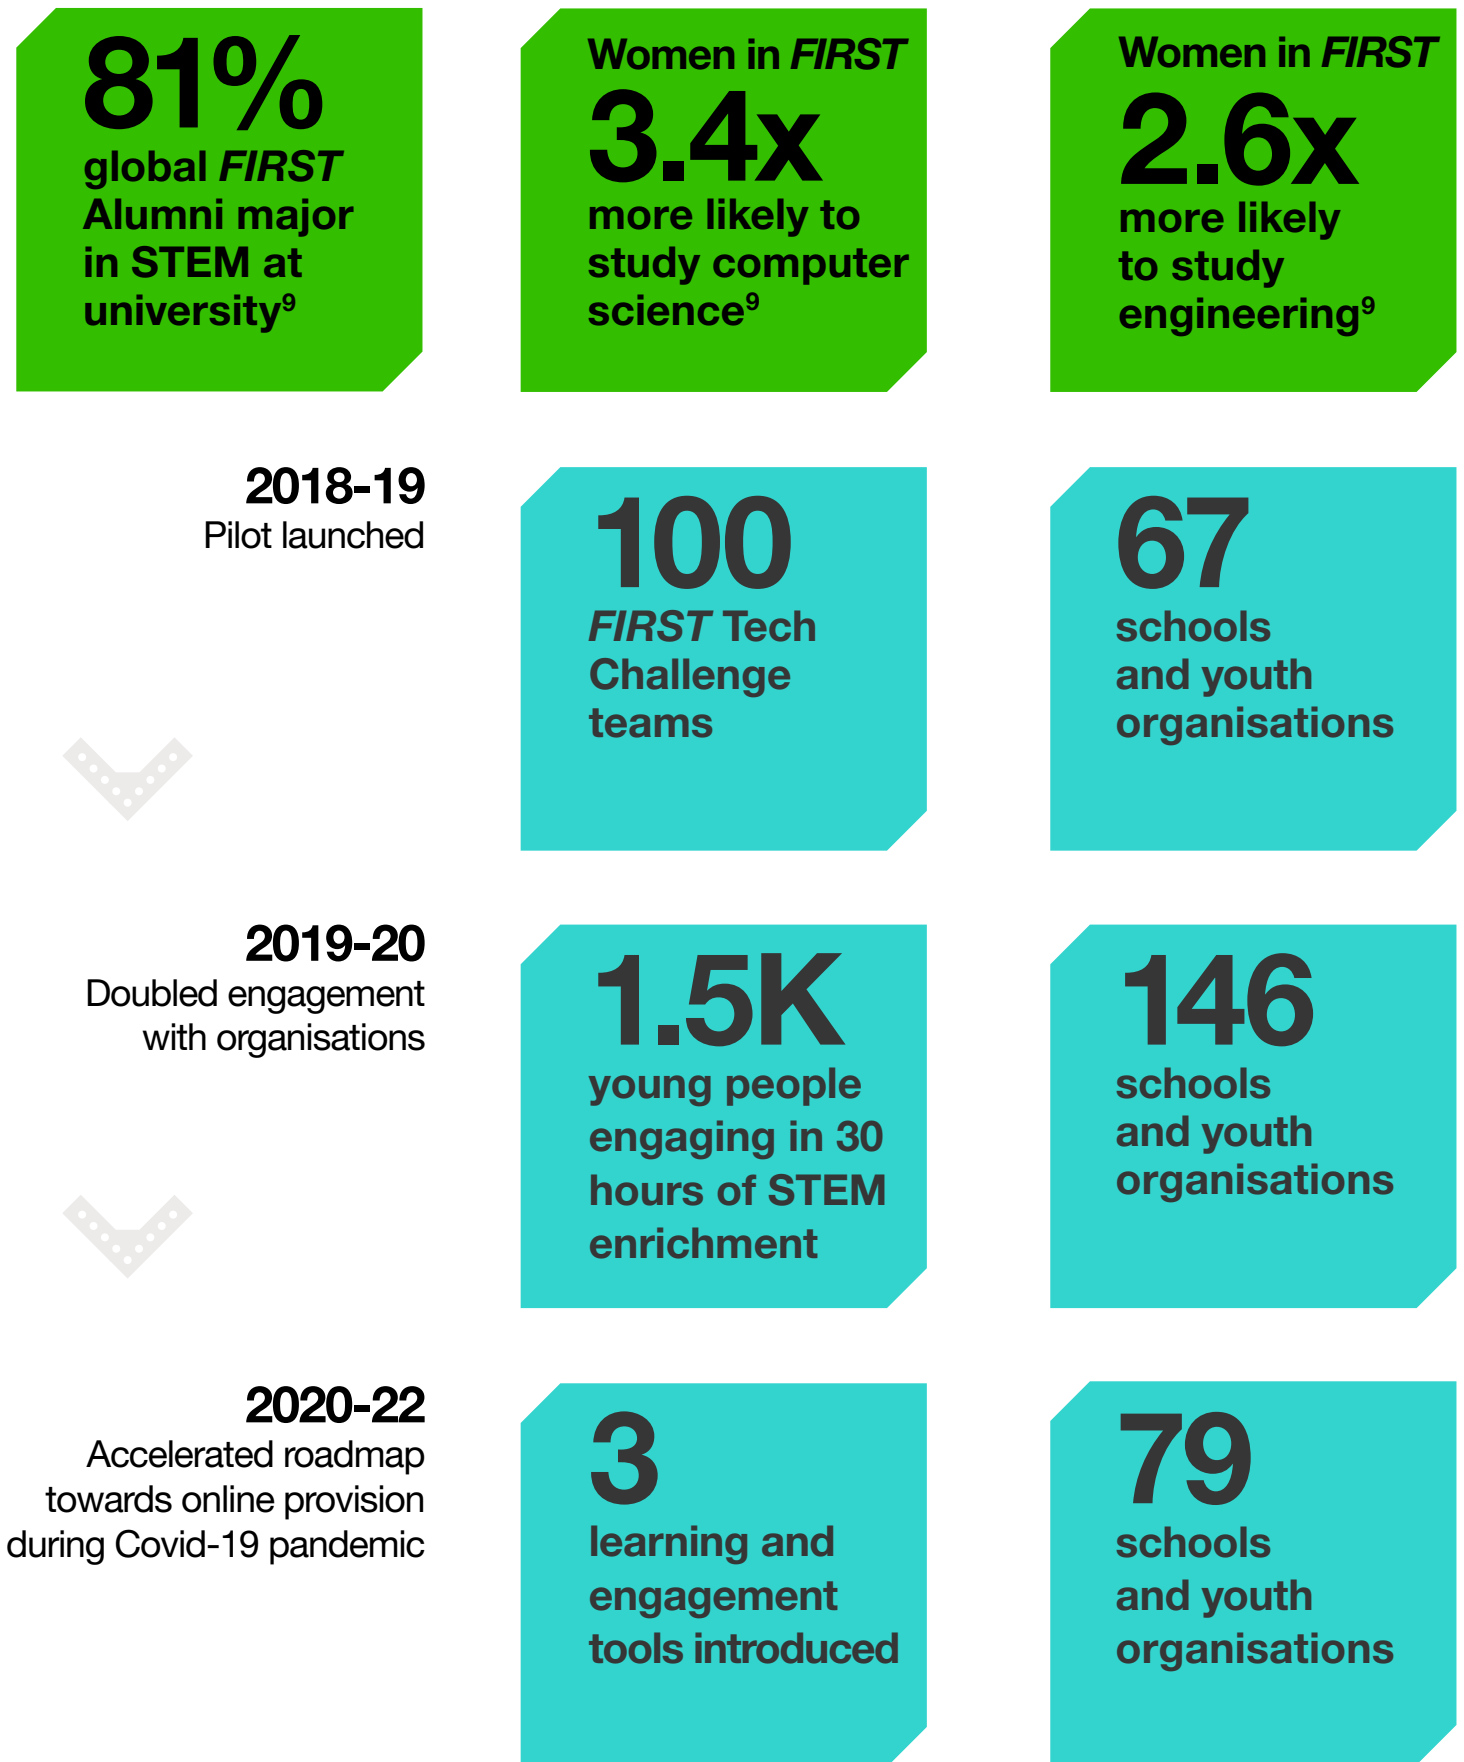 81%
global FIRST
Alumni major
in STEM at
university⁹
Women in FIRST
3.4x
more likely to
study computer
science⁹
Women in FIRST
2.6x
more likely
to study
engineering⁹
2018-19
Pilot launched
100
FIRST Tech
Challenge
teams
67
schools
and youth
organisations
2019-20
Doubled engagement
with organisations
1.5K
young people
engaging in 30
hours of STEM
enrichment
146
schools
and youth
organisations
2020-22
Accelerated roadmap
towards online provision
during Covid-19 pandemic
3
learning and
engagement
tools introduced
79
schools
and youth
organisations